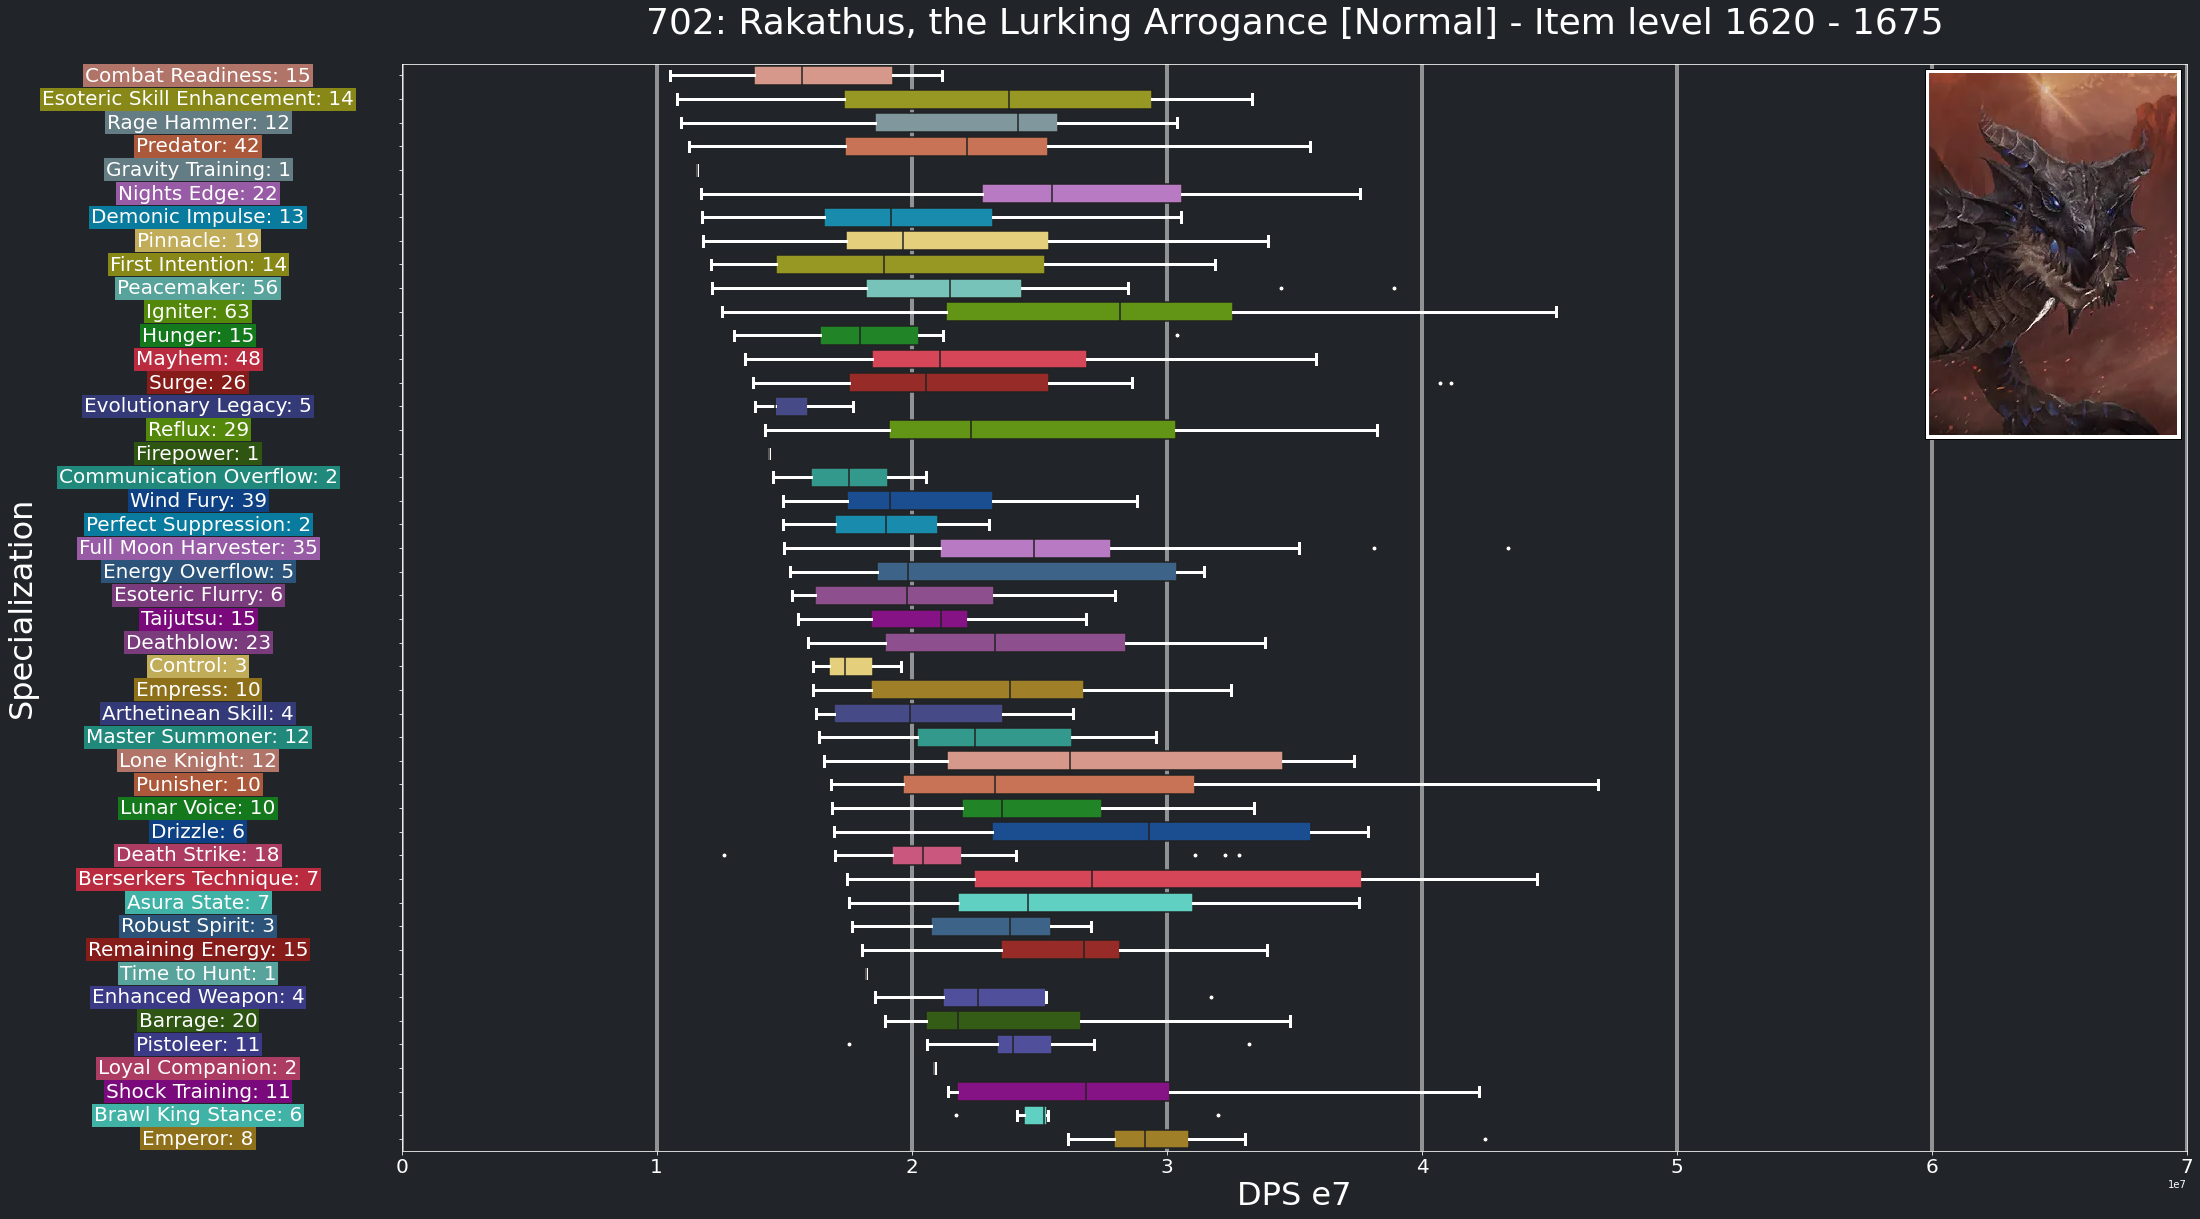 702: Rakathus, the Lurking Arrogance [Normal] - Item level 1620 - 1675
Combat Readiness: 15
Esoteric Skill Enhancement: 14
Rage Hammer: 12
Predator: 42
Gravity Training: 1
Nights Edge: 22
Demonic Impulse: 13
Pinnacle: 19
First Intention: 14
Peacemaker: 56
Igniter: 63
Hunger: 15
Mayhem: 48
Surge: 26
Evolutionary Legacy: 5
Reflux: 29
Firepower: 1
Communication Overflow: 2
Wind Fury: 39
Perfect Suppression: 2
Full Moon Harvester: 35
Energy Overflow: 5
Esoteric Flurry: 6
Taijutsu: 15
Deathblow: 23
Control: 3
Empress: 10
Arthetinean Skill: 4
Master Summoner: 12
Lone Knight: 12
Punisher: 10
Lunar Voice: 10
Drizzle: 6
Death Strike: 18
Berserkers Technique: 7
Asura State: 7
Robust Spirit: 3
Remaining Energy: 15
Time to Hunt: 1
Enhanced Weapon: 4
Barrage: 20
Pistoleer: 11
Loyal Companion: 2
Shock Training: 11
Brawl King Stance: 6
Emperor: 8
Specialization
0 1 2 3 4 5 6 7
DPS e7
1e7